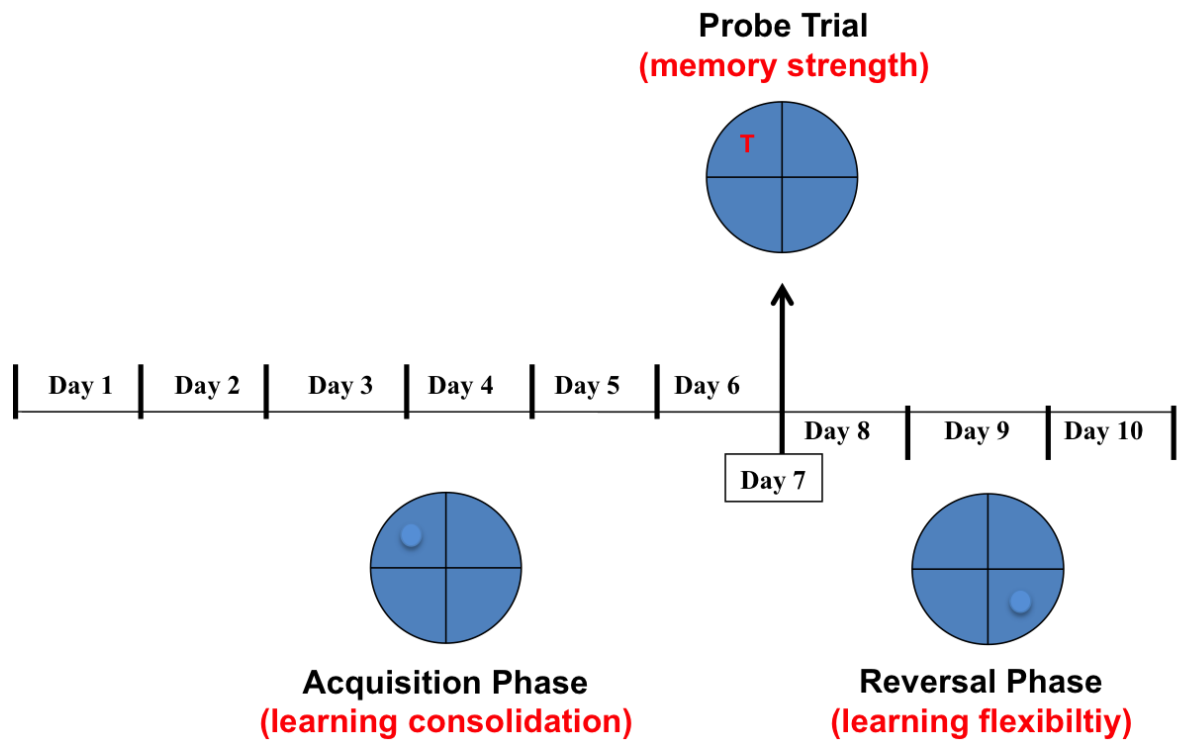 Probe Trial
(memory strength)
T
Day 1
Day 2
Day 3
Day 4
Day 5
Day 6
Day 7
Day 8
Day 9
Day 10
Acquisition Phase
(learning consolidation)
Reversal Phase
(learning flexibiltiy)